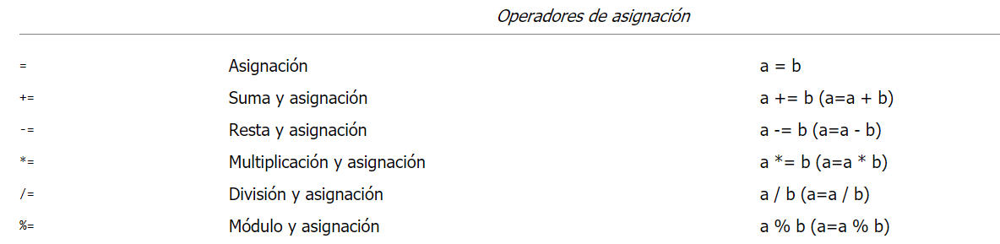 Operadores de asignación
= Asignación a = b
+= Suma y asignación a += b (a=a + b)
-= Resta y asignación a -= b (a=a - b)
*= Multiplicación y asignación a *= b (a=a * b)
/= División y asignación a / b (a=a / b)
%= Módulo y asignación a % b (a=a % b)